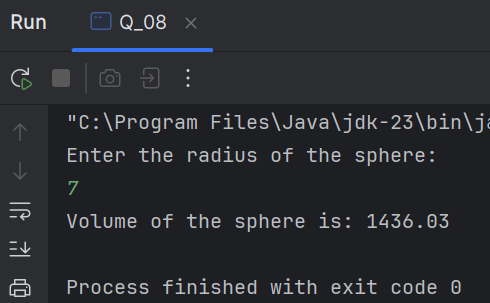 Run Q_08
"C:\Program Files\Java\jdk-23\bin\ja
Enter the radius of the sphere:
7
Volume of the sphere is: 1436.03
Process finished with exit code 0